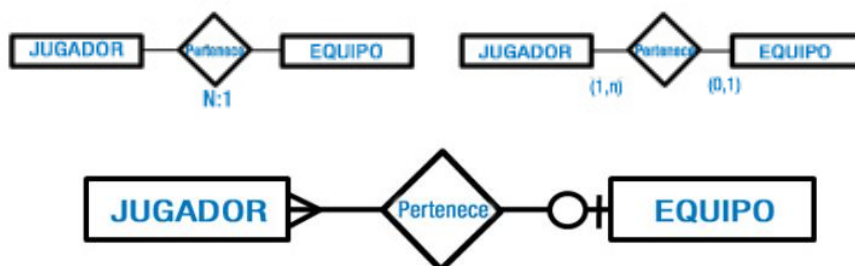 JUGADOR Pertenece EQUIPO
N:1
JUGADOR Pertenece EQUIPO
(1,n) (0,1)
JUGADOR Pertenece EQUIPO